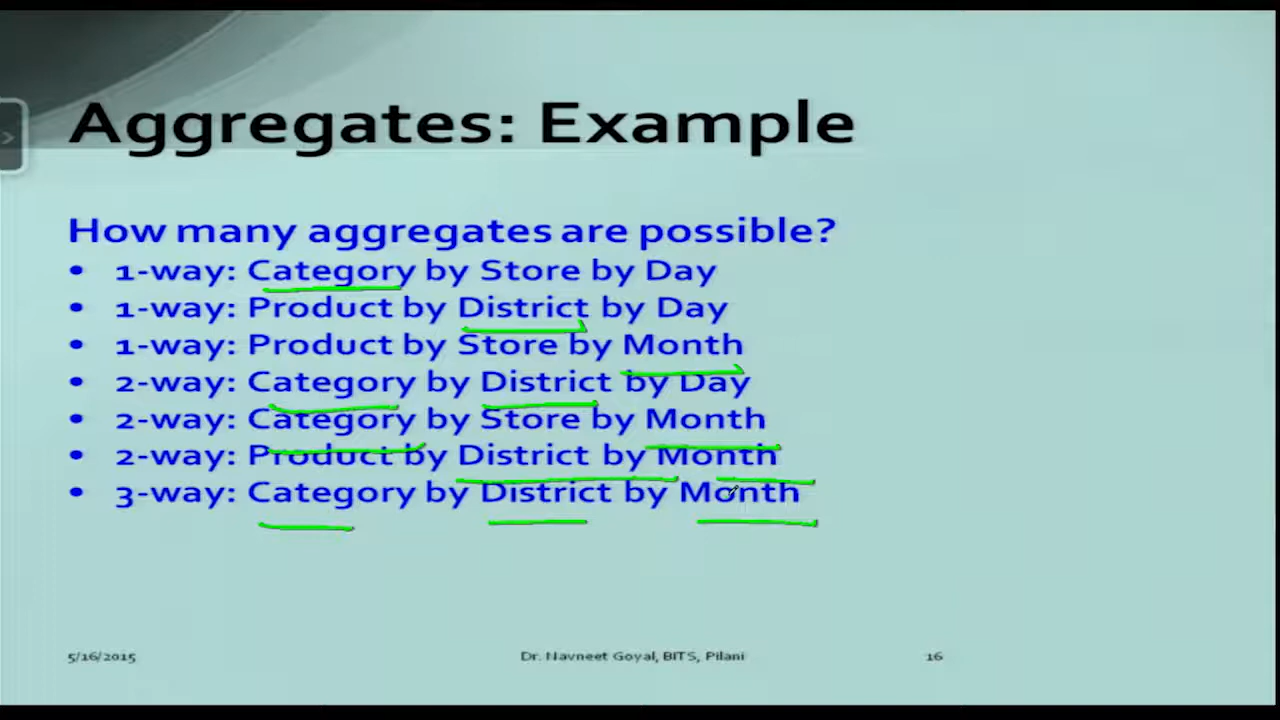 Aggregates: Example
How many aggregates are possible?
• 1-way: Category by Store by Day
• 1-way: Product by District by Day
• 1-way: Product by Store by Month
• 2-way: Category by District by Day
• 2-way: Category by Store by Month
• 2-way: Product by District by Month
• 3-way: Category by District by Month
5/16/2015 Dr. Navneet Goyal, BITS, Pilani 16